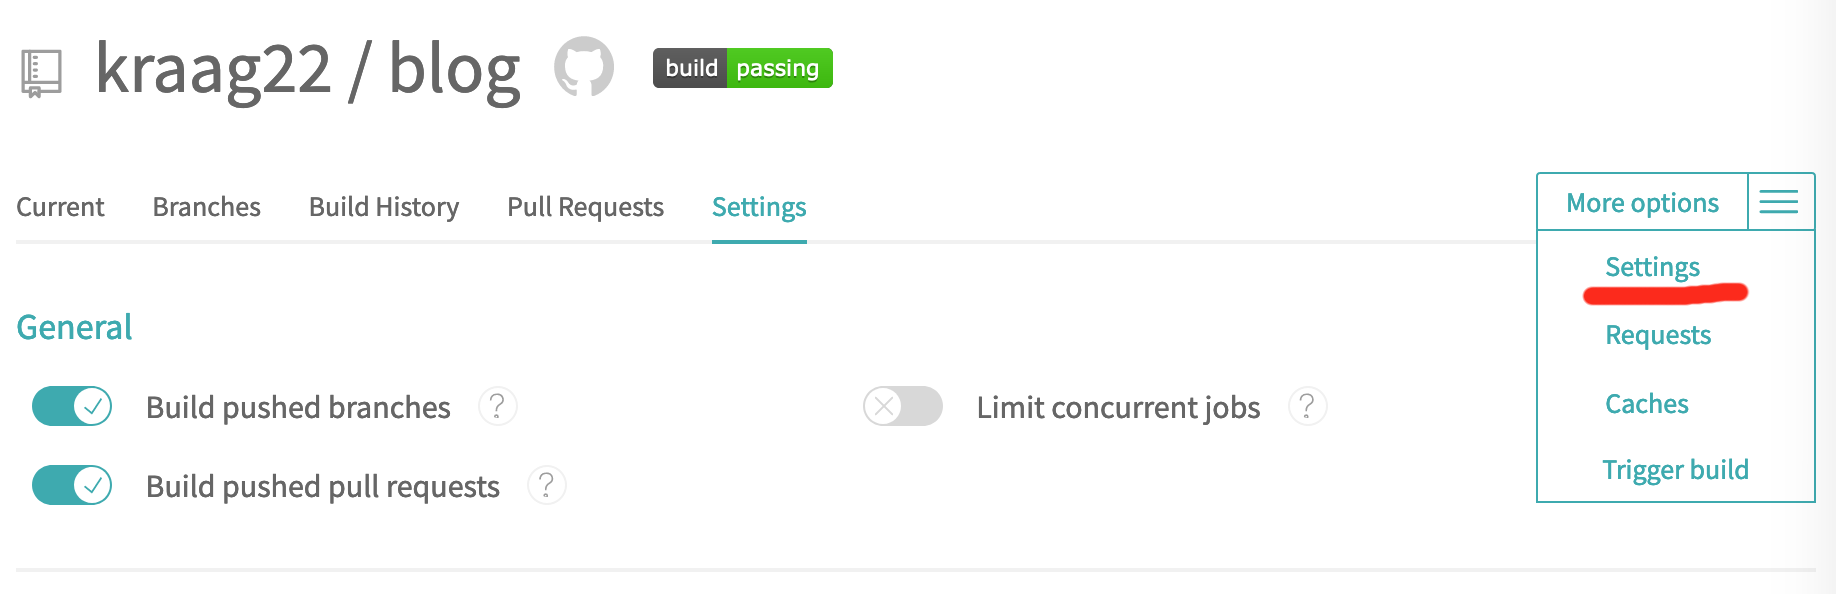 kraag22 / blog build passing
Current Branches Build History Pull Requests Settings More options
Settings
Requests
Caches
Trigger build
General
Build pushed branches ? Limit concurrent jobs ?
Build pushed pull requests ?